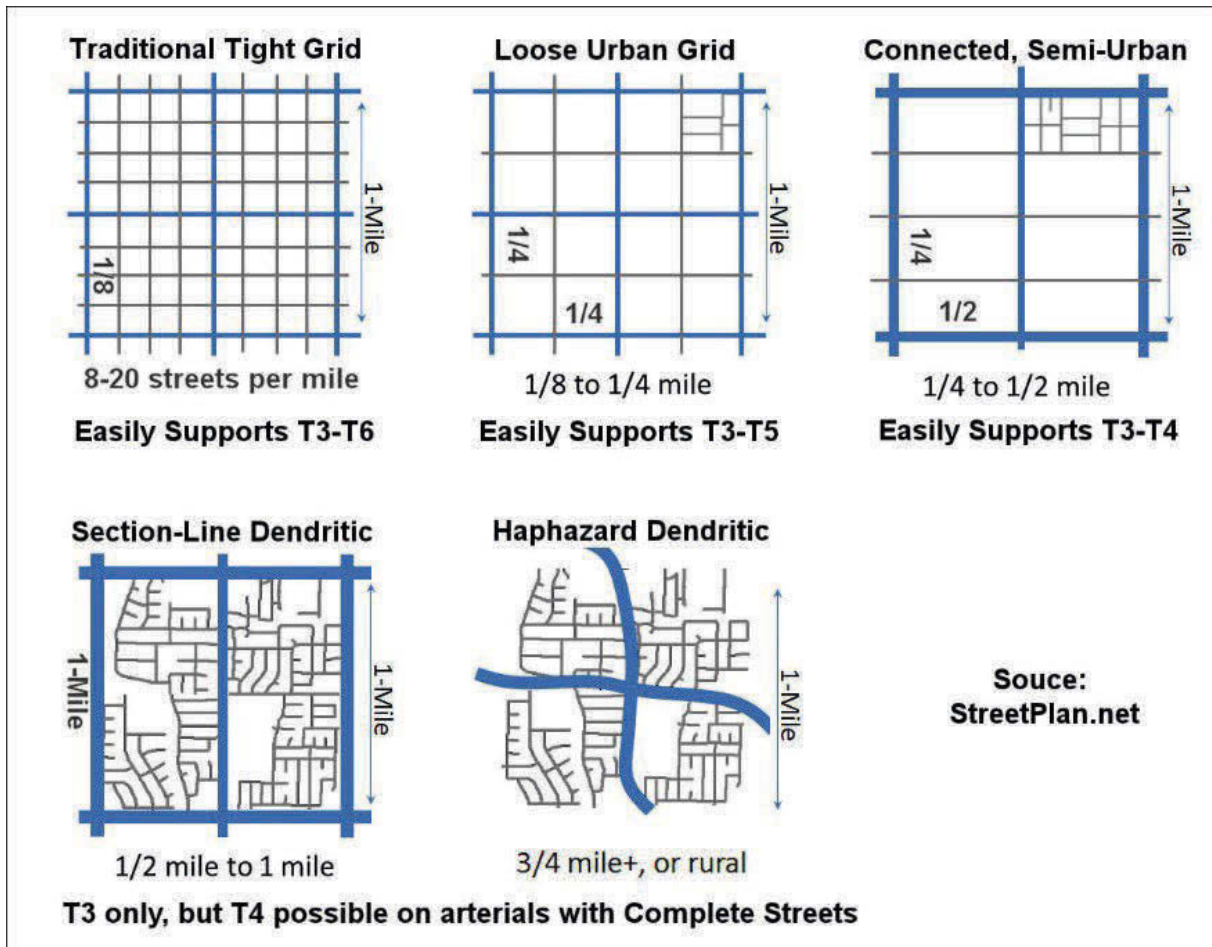 Traditional Tight Grid
1-Mile
1/8
8-20 streets per mile
Easily Supports T3-T6
Loose Urban Grid
1-Mile
1/4
1/4
1/8 to 1/4 mile
Easily Supports T3-T5
Connected, Semi-Urban
1-Mile
1/4
1/2
1/4 to 1/2 mile
Easily Supports T3-T4
Section-Line Dendritic
1-Mile
1-Mile
1/2 mile to 1 mile
Haphazard Dendritic
1-Mile
3/4 mile+, or rural
Souce:
StreetPlan.net
T3 only, but T4 possible on arterials with Complete Streets